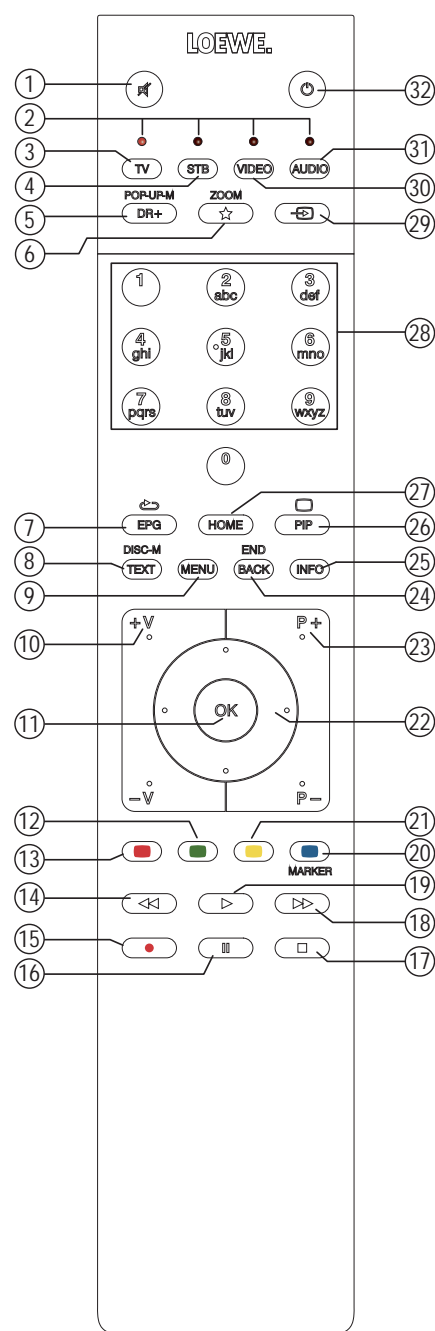 LOEWE.
1
32
2
3
TV
STB
VIDEO
AUDIO
31
4
30
POP-UP-M
ZOOM
5
DR+
29
6
1
2
abc
3
def
28
4
ghi
5
jkl
6
mno
7
pqrs
8
tuv
9
wxyz
0
27
7
EPG
HOME
PIP
26
8
DISC-M
END
25
TEXT
MENU
BACK
INFO
9
24
10
+V
P+
23
11
OK
22
–V
P–
12
21
13
20
MARKER
14
19
18
15
16
17